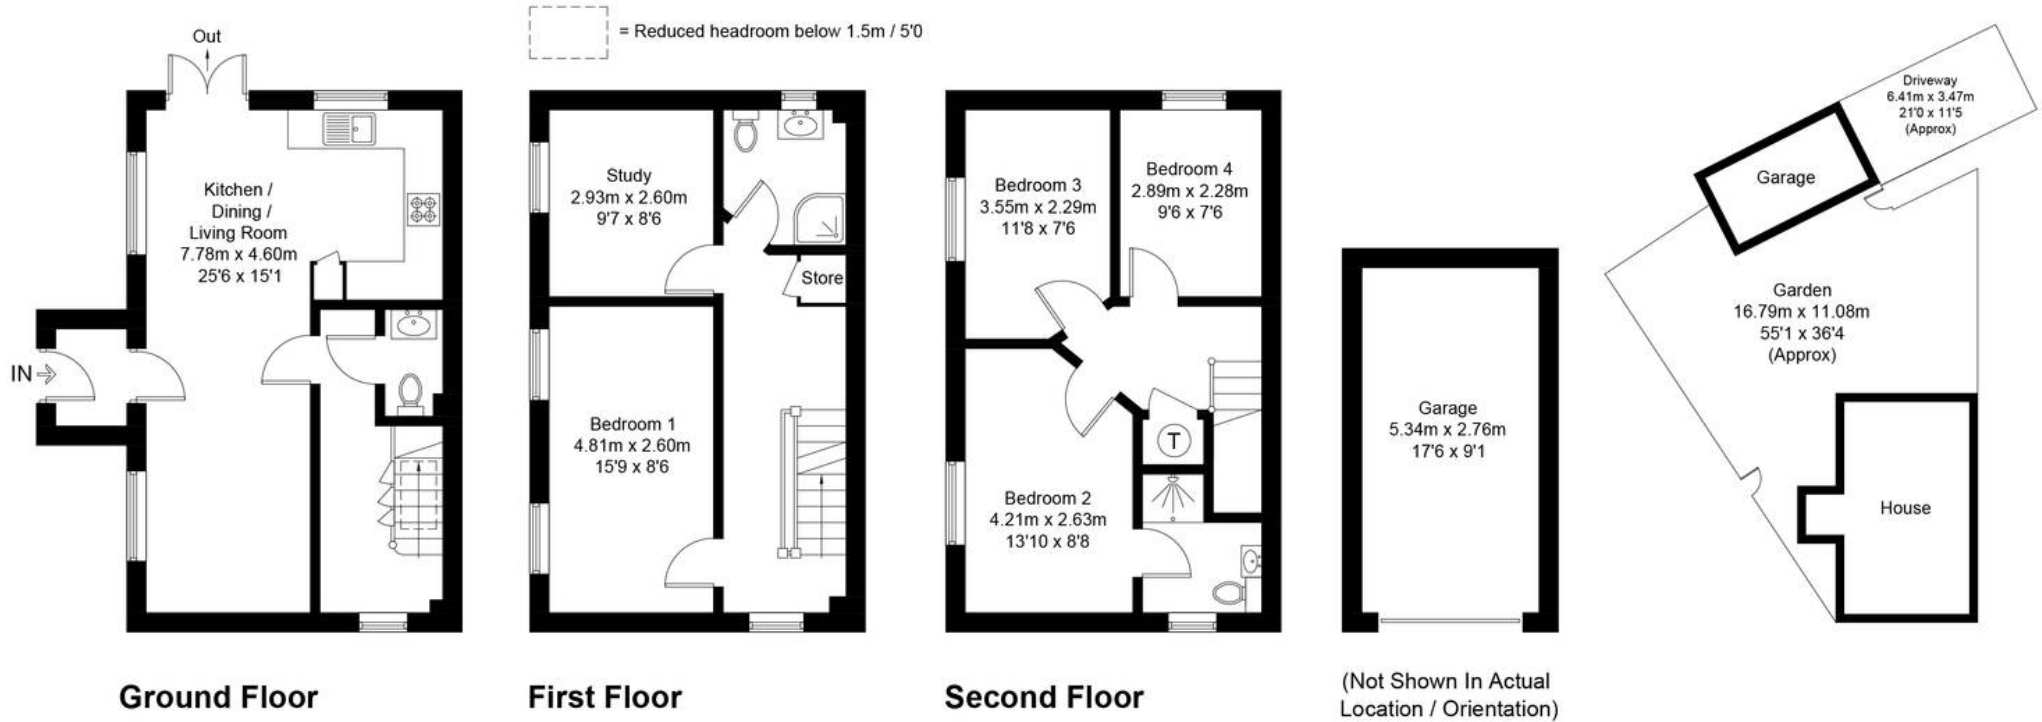 Out
= Reduced headroom below 1.5m / 5'0
IN
Kitchen /
Dining /
Living Room
7.78m x 4.60m
25'6 x 15'1
Ground Floor
Study
2.93m x 2.60m
9'7 x 8'6
Store
Bedroom 1
4.81m x 2.60m
15'9 x 8'6
First Floor
Bedroom 3
3.55m x 2.29m
11'8 x 7'6
Bedroom 4
2.89m x 2.28m
9'6 x 7'6
T
Bedroom 2
4.21m x 2.63m
13'10 x 8'8
Second Floor
Garage
5.34m x 2.76m
17'6 x 9'1
(Not Shown In Actual
Location / Orientation)
Driveway
6.41m x 3.47m
21'0 x 11'5
(Approx)
Garage
Garden
16.79m x 11.08m
55'1 x 36'4
(Approx)
House